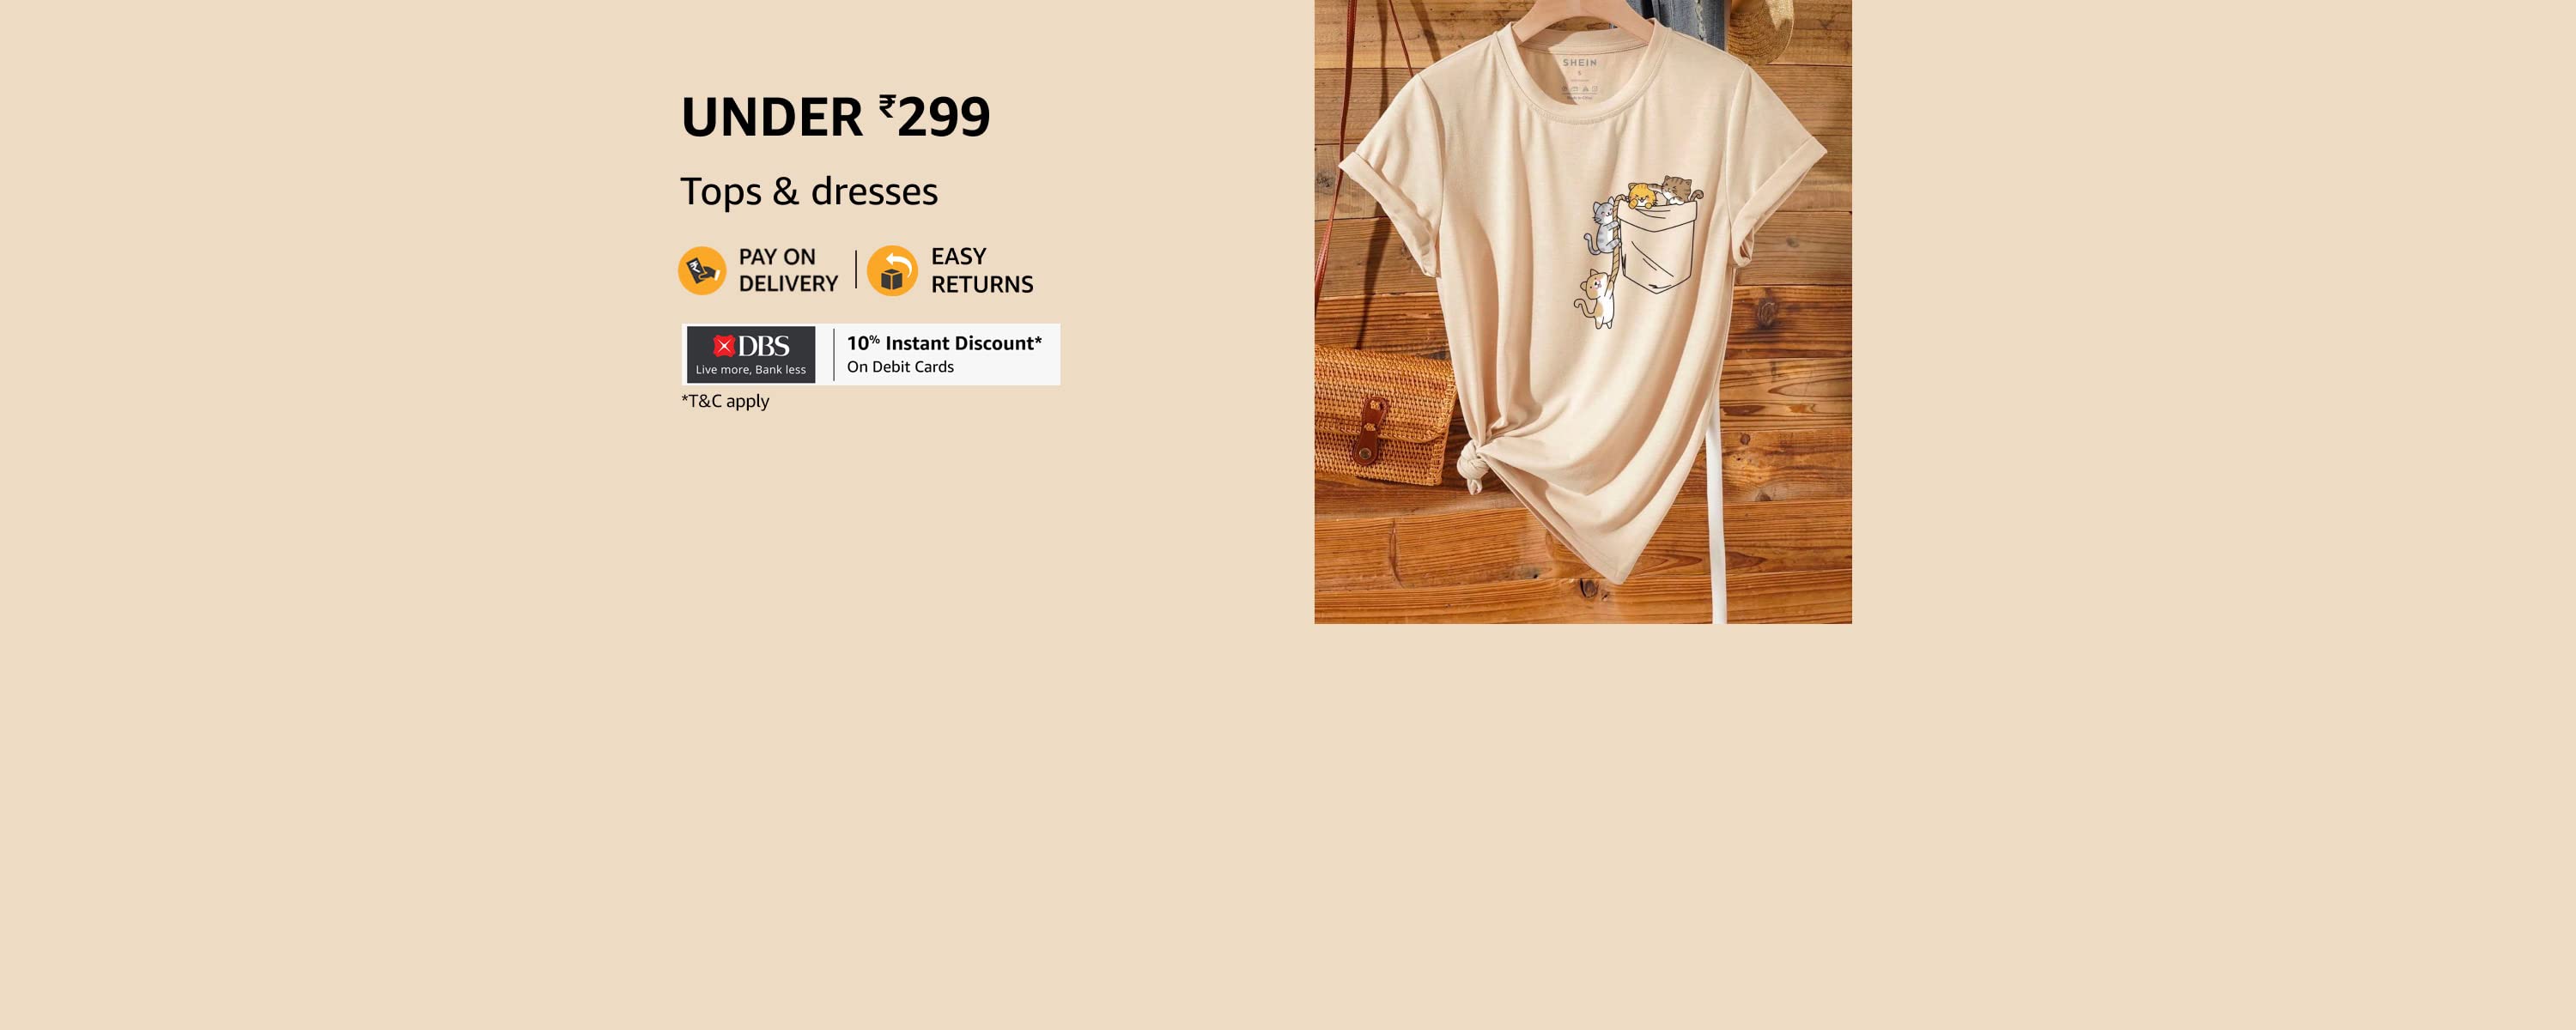 UNDER ₹299
Tops & dresses
PAY ON
DELIVERY
EASY
RETURNS
DBS
Live more, Bank less
10% Instant Discount*
On Debit Cards
*T&C apply
SHEIN
S